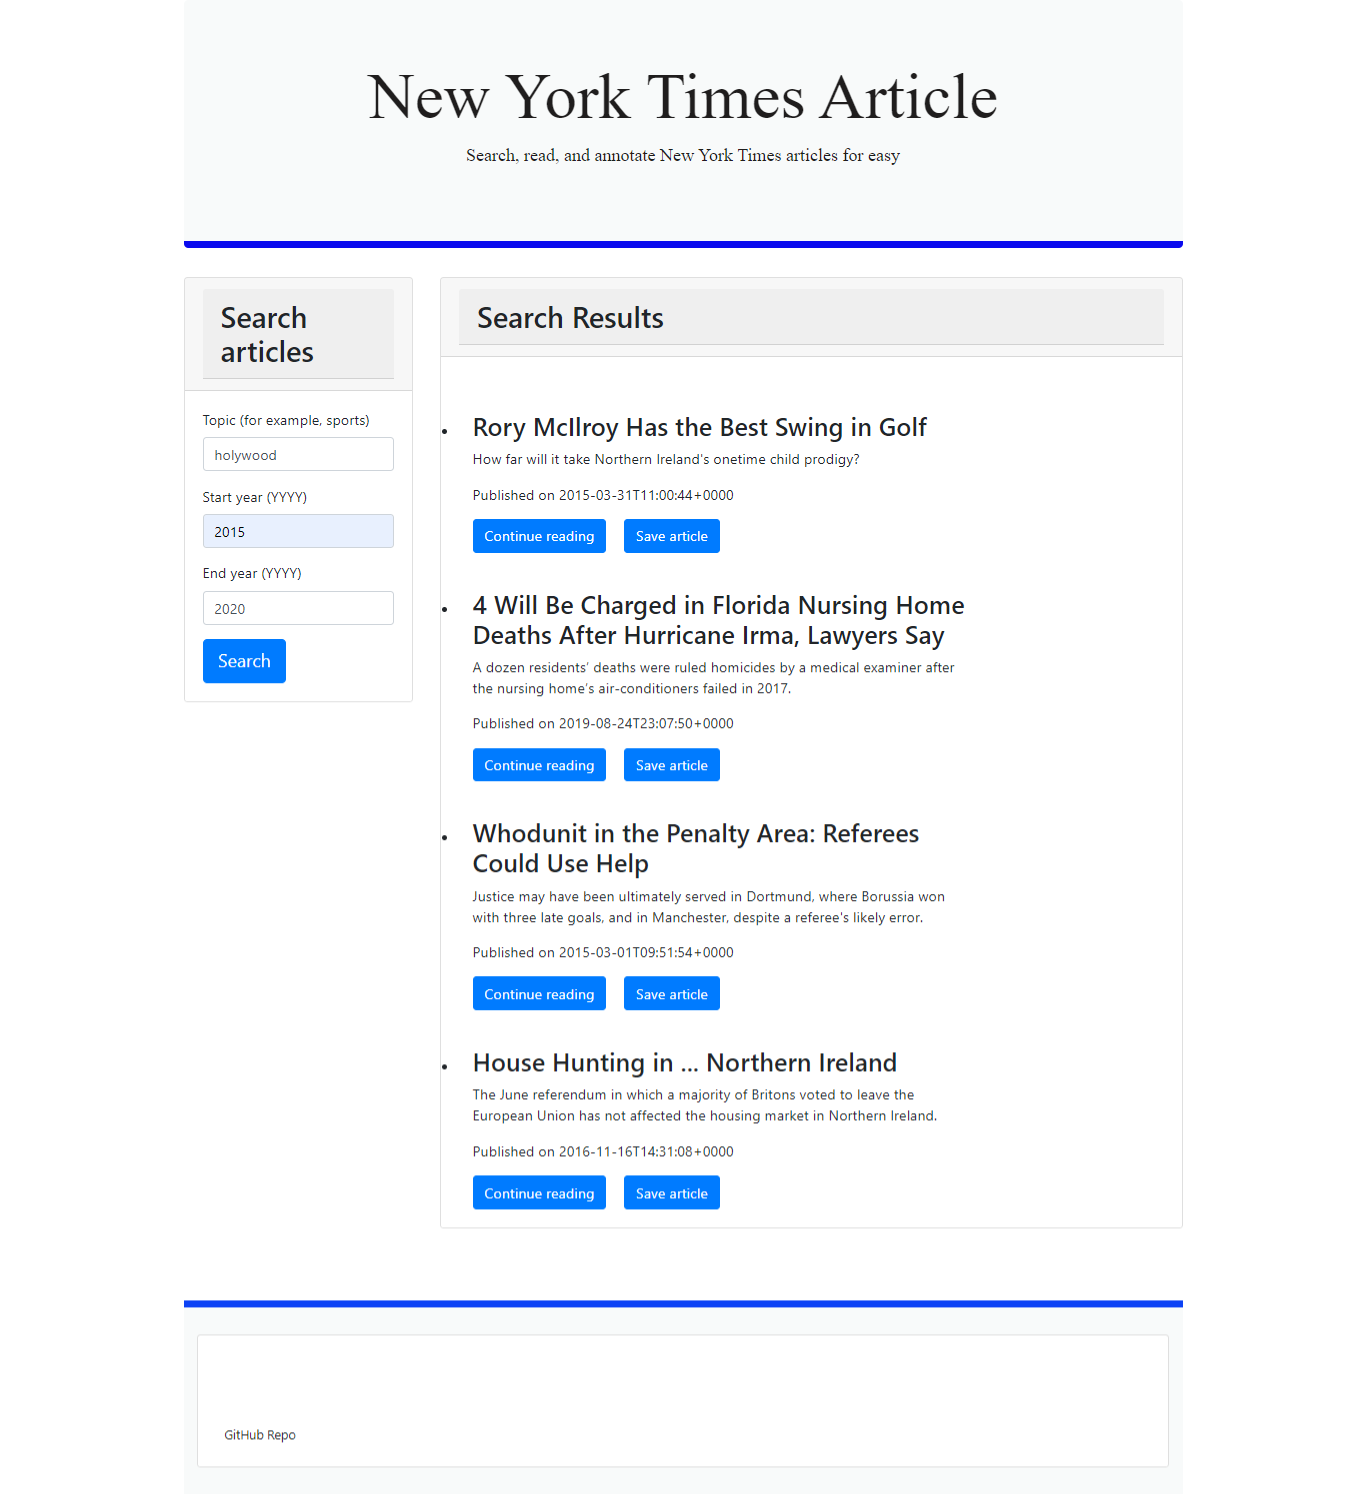 New York Times Article
Search, read, and annotate New York Times articles for easy
Search
articles
Topic (for example, sports)
holywood
Start year (YYYY)
2015
End year (YYYY)
2020
Search
Search Results
Rory McIlroy Has the Best Swing in Golf
How far will it take Northern Ireland's onetime child prodigy?
Published on 2015-03-31T11:00:44+0000
Continue reading Save article
4 Will Be Charged in Florida Nursing Home
Deaths After Hurricane Irma, Lawyers Say
A dozen residents' deaths were ruled homicides by a medical examiner after
the nursing home's air-conditioners failed in 2017.
Published on 2019-08-24T23:07:50+0000
Continue reading Save article
Whodunit in the Penalty Area: Referees
Could Use Help
Justice may have been ultimately served in Dortmund, where Borussia won
with three late goals, and in Manchester, despite a referee's likely error.
Published on 2015-03-01T09:51:54+0000
Continue reading Save article
House Hunting in ... Northern Ireland
The June referendum in which a majority of Britons voted to leave the
European Union has not affected the housing market in Northern Ireland.
Published on 2016-11-16T14:31:08+0000
Continue reading Save article
GitHub Repo